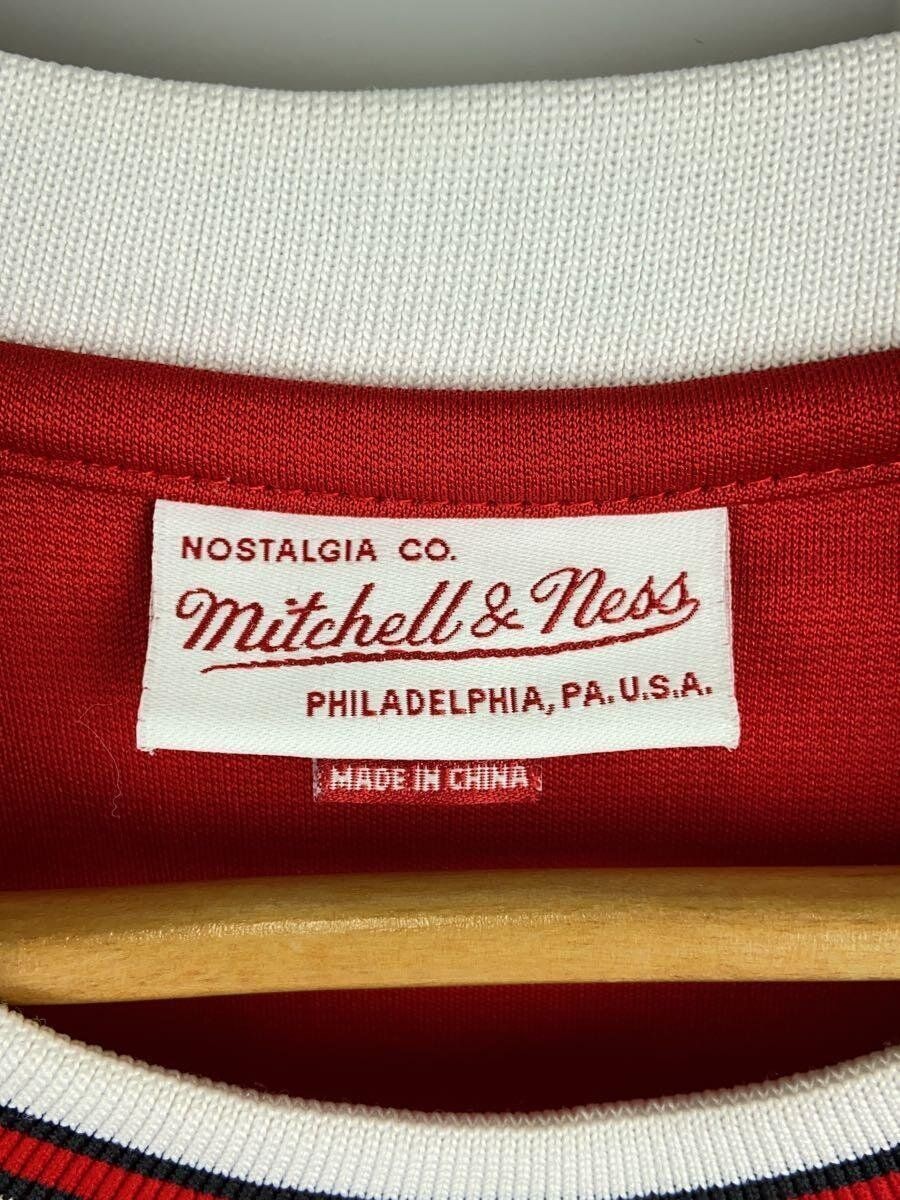 NOSTALGIA CO.
Mitchell & Ness
PHILADELPHIA, PA. U.S.A.
MADE IN CHINA